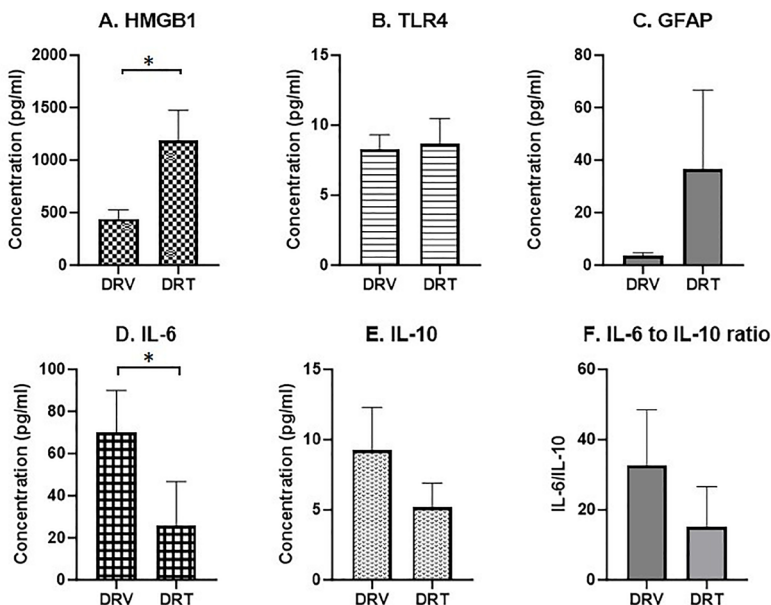 A. HMGB1
Concentration (pg/ml)
2000
1500
1000
500
0
*
DRV DRT
B. TLR4
Concentration (pg/ml)
15
10
5
0
DRV DRT
C. GFAP
Concentration (pg/ml)
80
60
40
20
0
DRV DRT
D. IL-6
Concentration (pg/ml)
100
80
60
40
20
0
*
DRV DRT
E. IL-10
Concentration (pg/ml)
15
10
5
0
DRV DRT
F. IL-6 to IL-10 ratio
IL-6/IL-10
60
40
20
0
DRV DRT